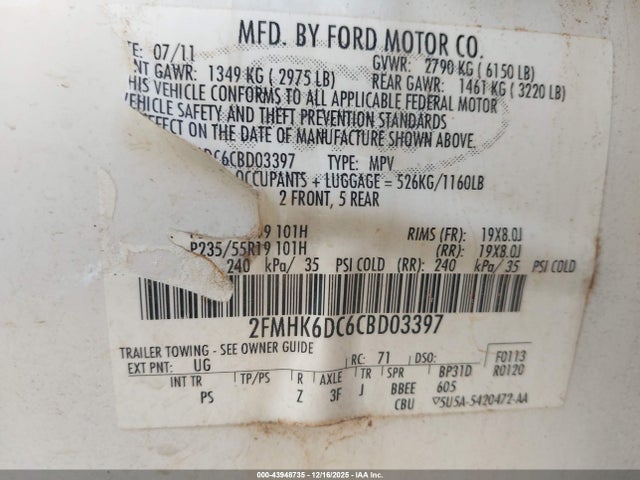 MFD. BY FORD MOTOR CO.
TE: 07/11 GVWR: 2790 KG ( 6150 LB)
NT GAWR: 1349 KG ( 2975 LB) REAR GAWR: 1461 KG ( 3220 LB)
HIS VEHICLE CONFORMS TO ALL APPLICABLE FEDERAL MOTOR
VEHICLE SAFETY AND THEFT PREVENTION STANDARDS
EFFECT ON THE DATE OF MANUFACTURE SHOWN ABOVE.
DC6CBD03397 TYPE: MPV
OCCUPANTS + LUGGAGE = 526KG/1160LB
2 FRONT, 5 REAR
9 101H RIMS (FR): 19X8.0J
P235/55R19 101H (RR): 19X8.0J
240 kPa/ 35 PSI COLD (RR): 240 kPa/ 35 PSI COLD
2FMHK6DC6CBD03397
TRAILER TOWING - SEE OWNER GUIDE
EXT PNT: UG RC: 71 DSO: F0113
INT TR TP/PS R AXLE TR SPR BP31D R0120
PS Z 3F J BBEE 605
CBU ▽5U5A-5420472-AA
000-43948735 - 12/16/2025 - IAA Inc.